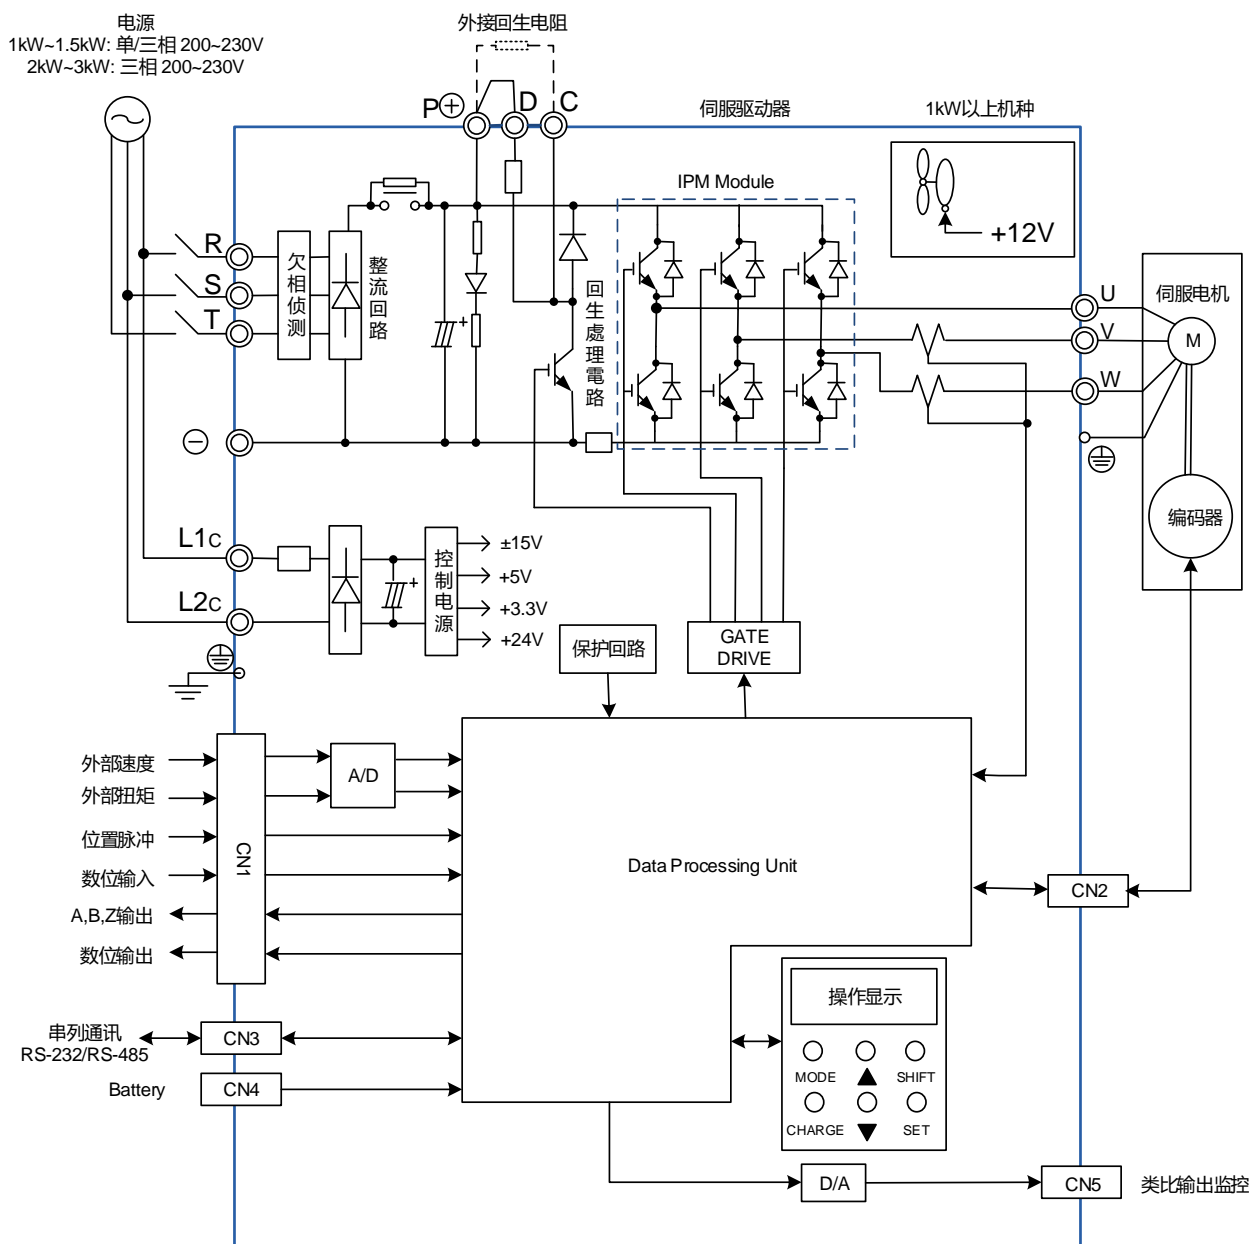 电源
1kW~1.5kW: 单/三相 200~230V
2kW~3kW: 三相 200~230V
外接回生电阻
P⊕ D C
伺服驱动器
1kW以上机种
+12V
IPM Module
R
S
T
欠相侦测
整流回路
回生處理電路
U
V
W
伺服电机
M
编码器
⊖
L1C
L2C
控制电源
±15V
+5V
+3.3V
+24V
保护回路
GATE
DRIVE
外部速度
外部扭矩
位置脉冲
数位输入
A,B,Z输出
数位输出
CN1
A/D
Data Processing Unit
CN2
操作显示
MODE ▲ SHIFT
CHARGE ▼ SET
串列通讯
RS-232/RS-485
CN3
Battery
CN4
D/A
CN5
类比输出监控